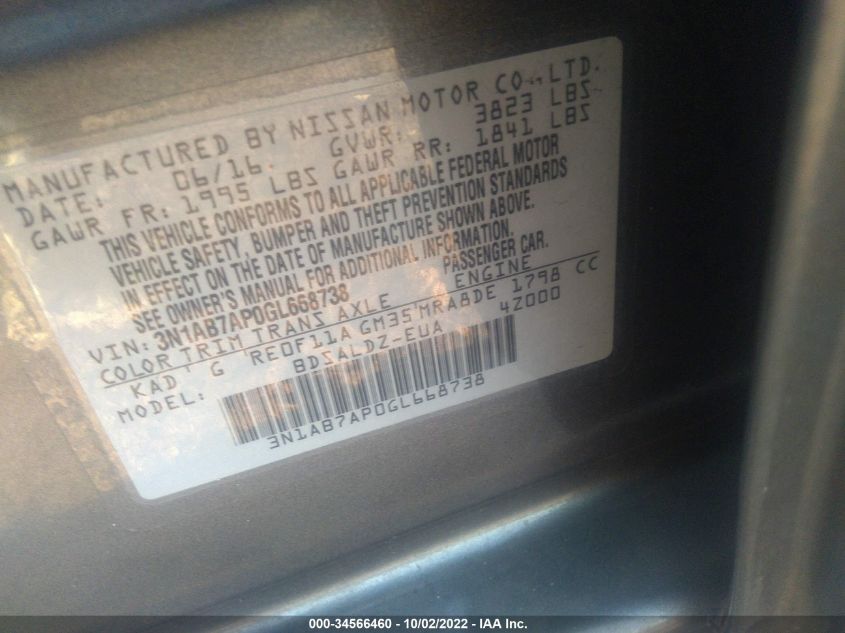 MANUFACTURED BY NISSAN MOTOR CO.,LTD.
DATE: 06/16 GVWR: 3823 LBS
GAWR FR: 1995 LBS GAWR RR: 1841 LBS
THIS VEHICLE CONFORMS TO ALL APPLICABLE FEDERAL MOTOR
VEHICLE SAFETY, BUMPER AND THEFT PREVENTION STANDARDS
IN EFFECT ON THE DATE OF MANUFACTURE SHOWN ABOVE.
SEE OWNER'S MANUAL FOR ADDITIONAL INFORMATION.
VIN: 3N1AB7AP0GL668738 PASSENGER CAR.
COLOR TRIM TRANS AXLE ENGINE
KAD G RE0F11A GM35 MRA8DE 1798 CC
MODEL: BDSALDZ-EUA 4Z000
3N1AB7AP0GL668738
000-34566460 - 10/02/2022 - IAA Inc.